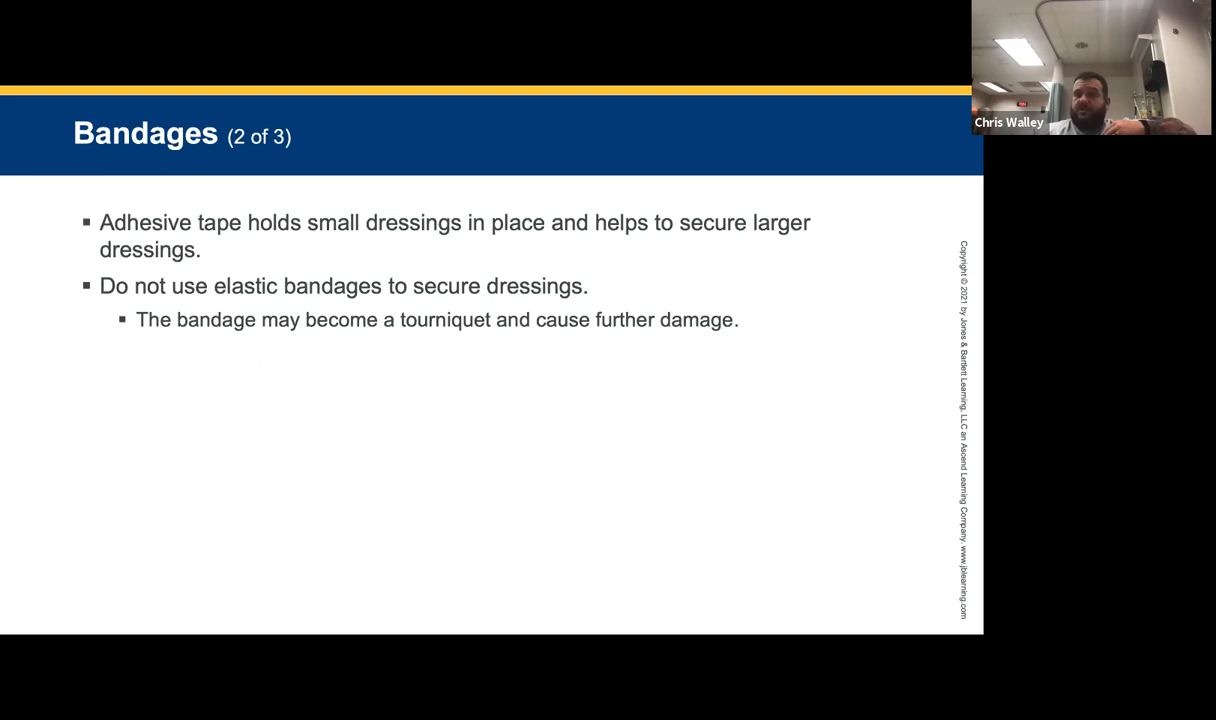 Chris Walley
Bandages (2 of 3)
▪ Adhesive tape holds small dressings in place and helps to secure larger
dressings.
▪ Do not use elastic bandages to secure dressings.
▪ The bandage may become a tourniquet and cause further damage.
Copyright © 2021 by Jones & Bartlett Learning, LLC an Ascend Learning Company. www.jblearning.com